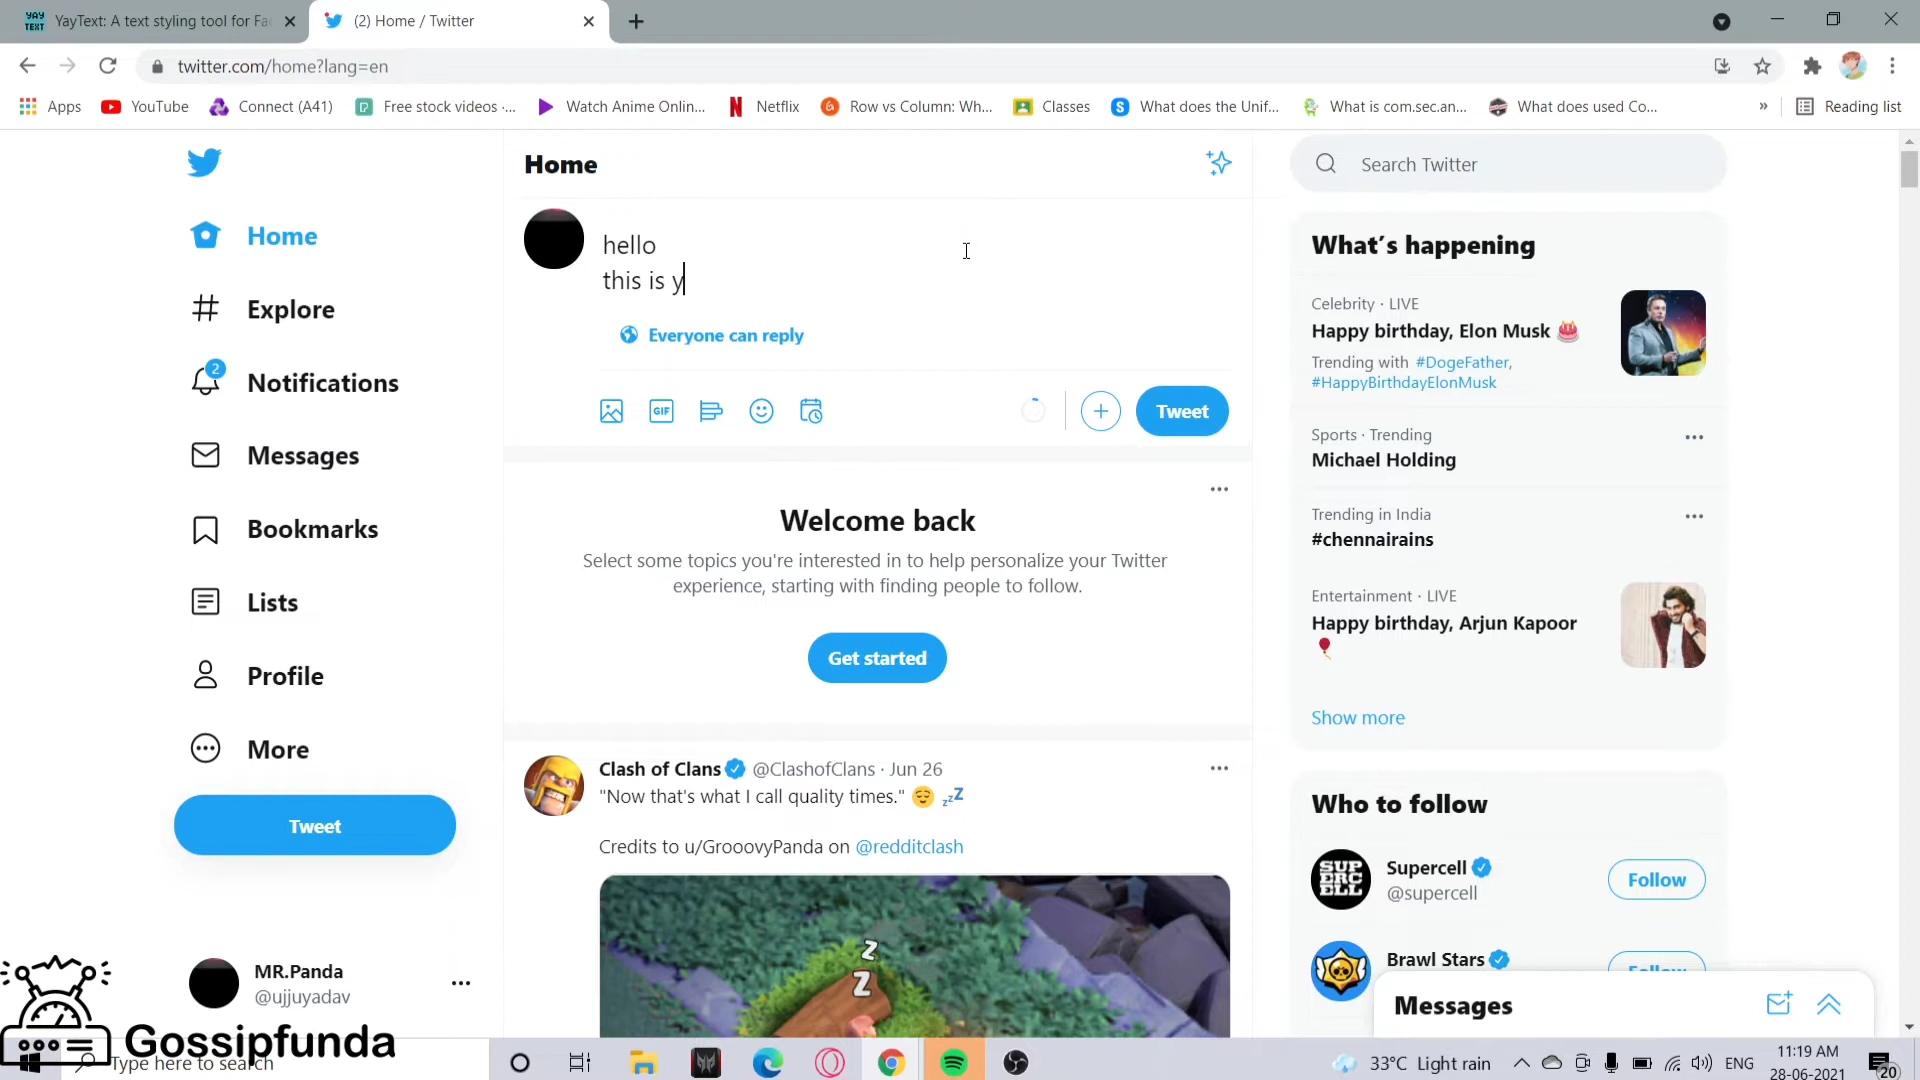 YAY TEXT
YayText: A text styling tool for Fa
(2) Home / Twitter
twitter.com/home?lang=en
Apps
YouTube
Connect (A41)
Free stock videos -...
Watch Anime Onlin...
Netflix
Row vs Column: Wh...
Classes
What does the Unif...
What is com.sec.an...
What does used Co...
»
Reading list
Home
Explore
2
Notifications
Messages
Bookmarks
Lists
Profile
More
Tweet
MR.Panda
@ujjuyadav
Home
hello
this is y
Everyone can reply
GIF
Tweet
Welcome back
Select some topics you're interested in to help personalize your Twitter
experience, starting with finding people to follow.
Get started
Clash of Clans @ClashofClans · Jun 26
"Now that's what I call quality times." 😌 💤
Credits to u/GrooovyPanda on @redditclash
Z
Z
Search Twitter
What's happening
Celebrity · LIVE
Happy birthday, Elon Musk 🎂
Trending with #DogeFather,
#HappyBirthdayElonMusk
Sports · Trending
Michael Holding
Trending in India
#chennairains
Entertainment · LIVE
Happy birthday, Arjun Kapoor
🎈
Show more
Who to follow
SUPERCELL
Supercell
@supercell
Follow
Brawl Stars
Follow
Messages
Gossipfunda
Type here to search
33°C Light rain
ENG
11:19 AM
28-06-2021
20